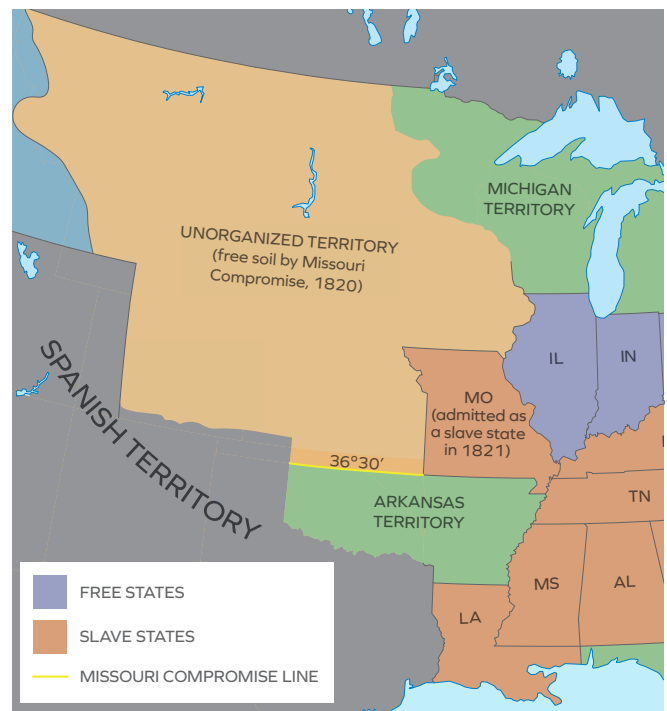 MICHIGAN
TERRITORY
UNORGANIZED TERRITORY
(free soil by Missouri
Compromise, 1820)
SPANISH TERRITORY
IL
IN
MO
(admitted as
a slave state
in 1821)
36°30′
TN
ARKANSAS
TERRITORY
MS
AL
LA
FREE STATES
SLAVE STATES
MISSOURI COMPROMISE LINE